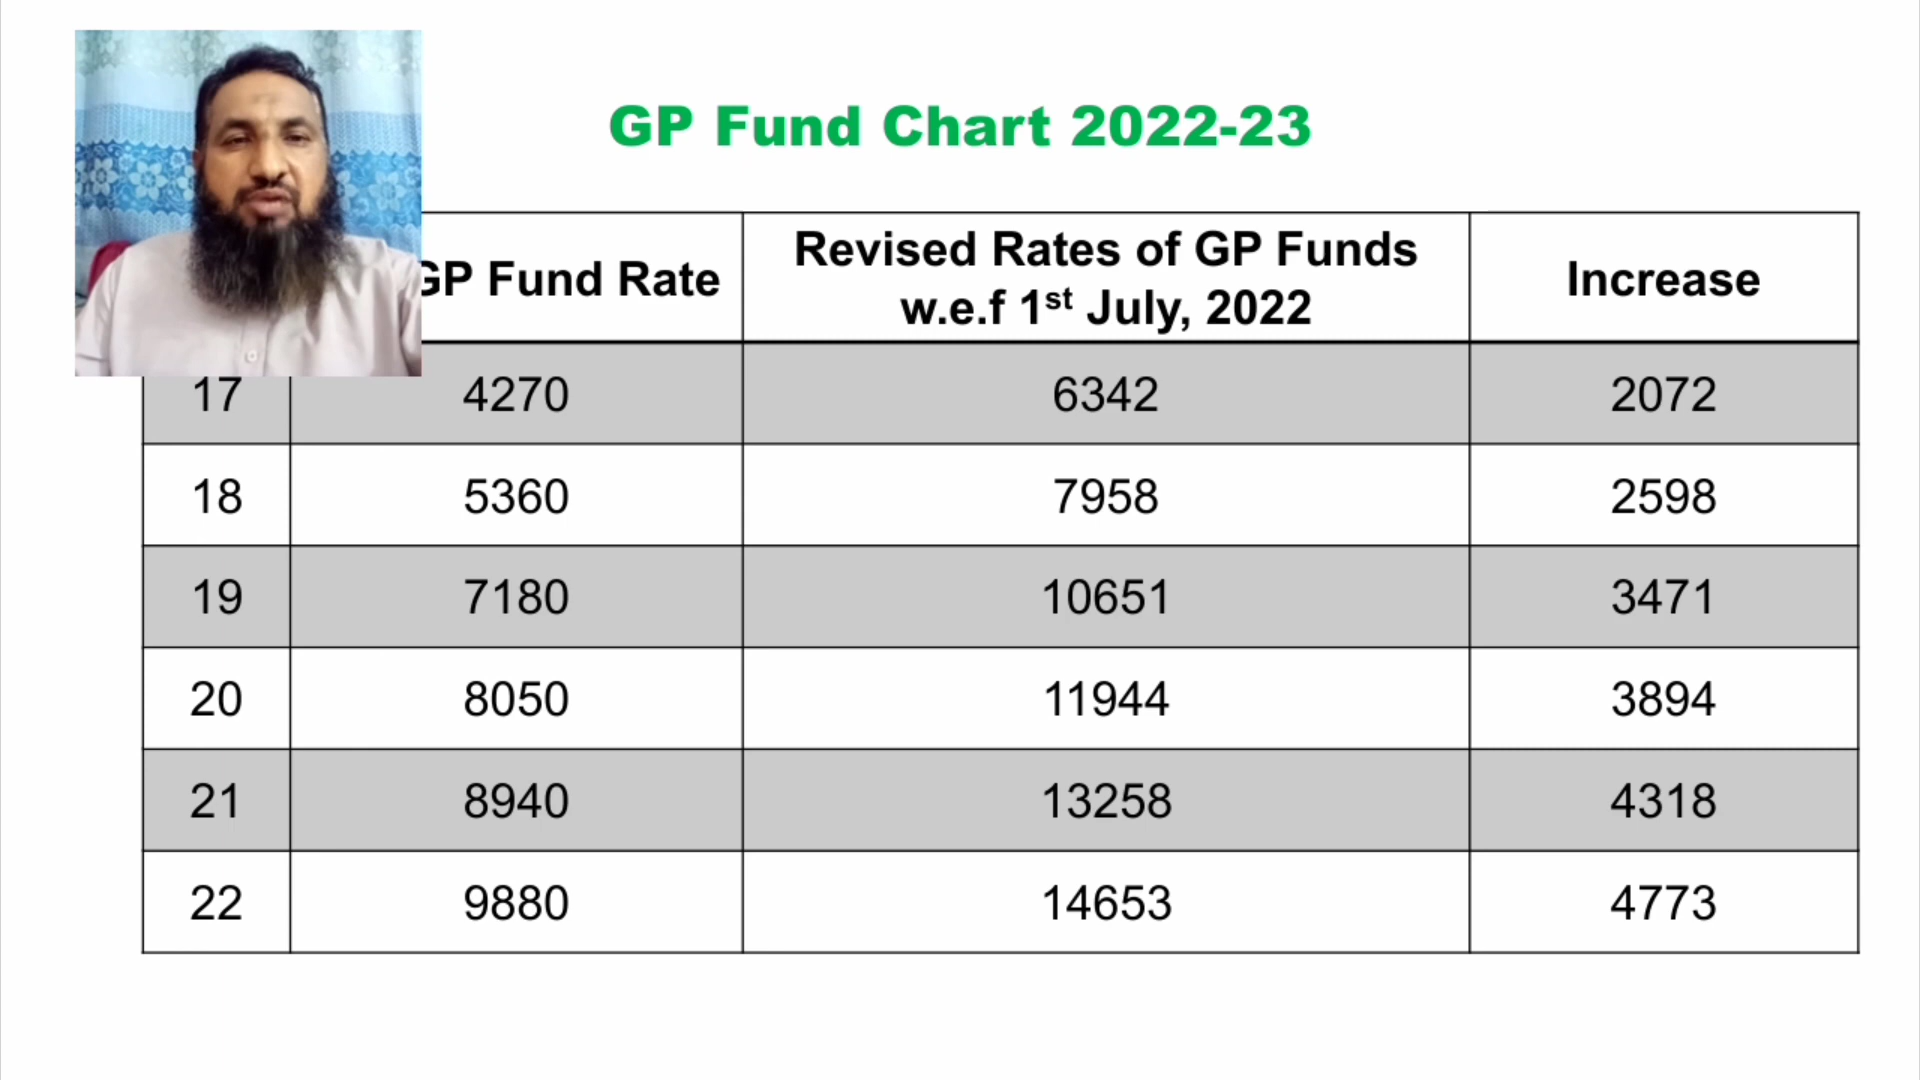 GP Fund Chart 2022-23
GP Fund Rate
Revised Rates of GP Funds
w.e.f 1st July, 2022
Increase
17 4270 6342 2072
18 5360 7958 2598
19 7180 10651 3471
20 8050 11944 3894
21 8940 13258 4318
22 9880 14653 4773